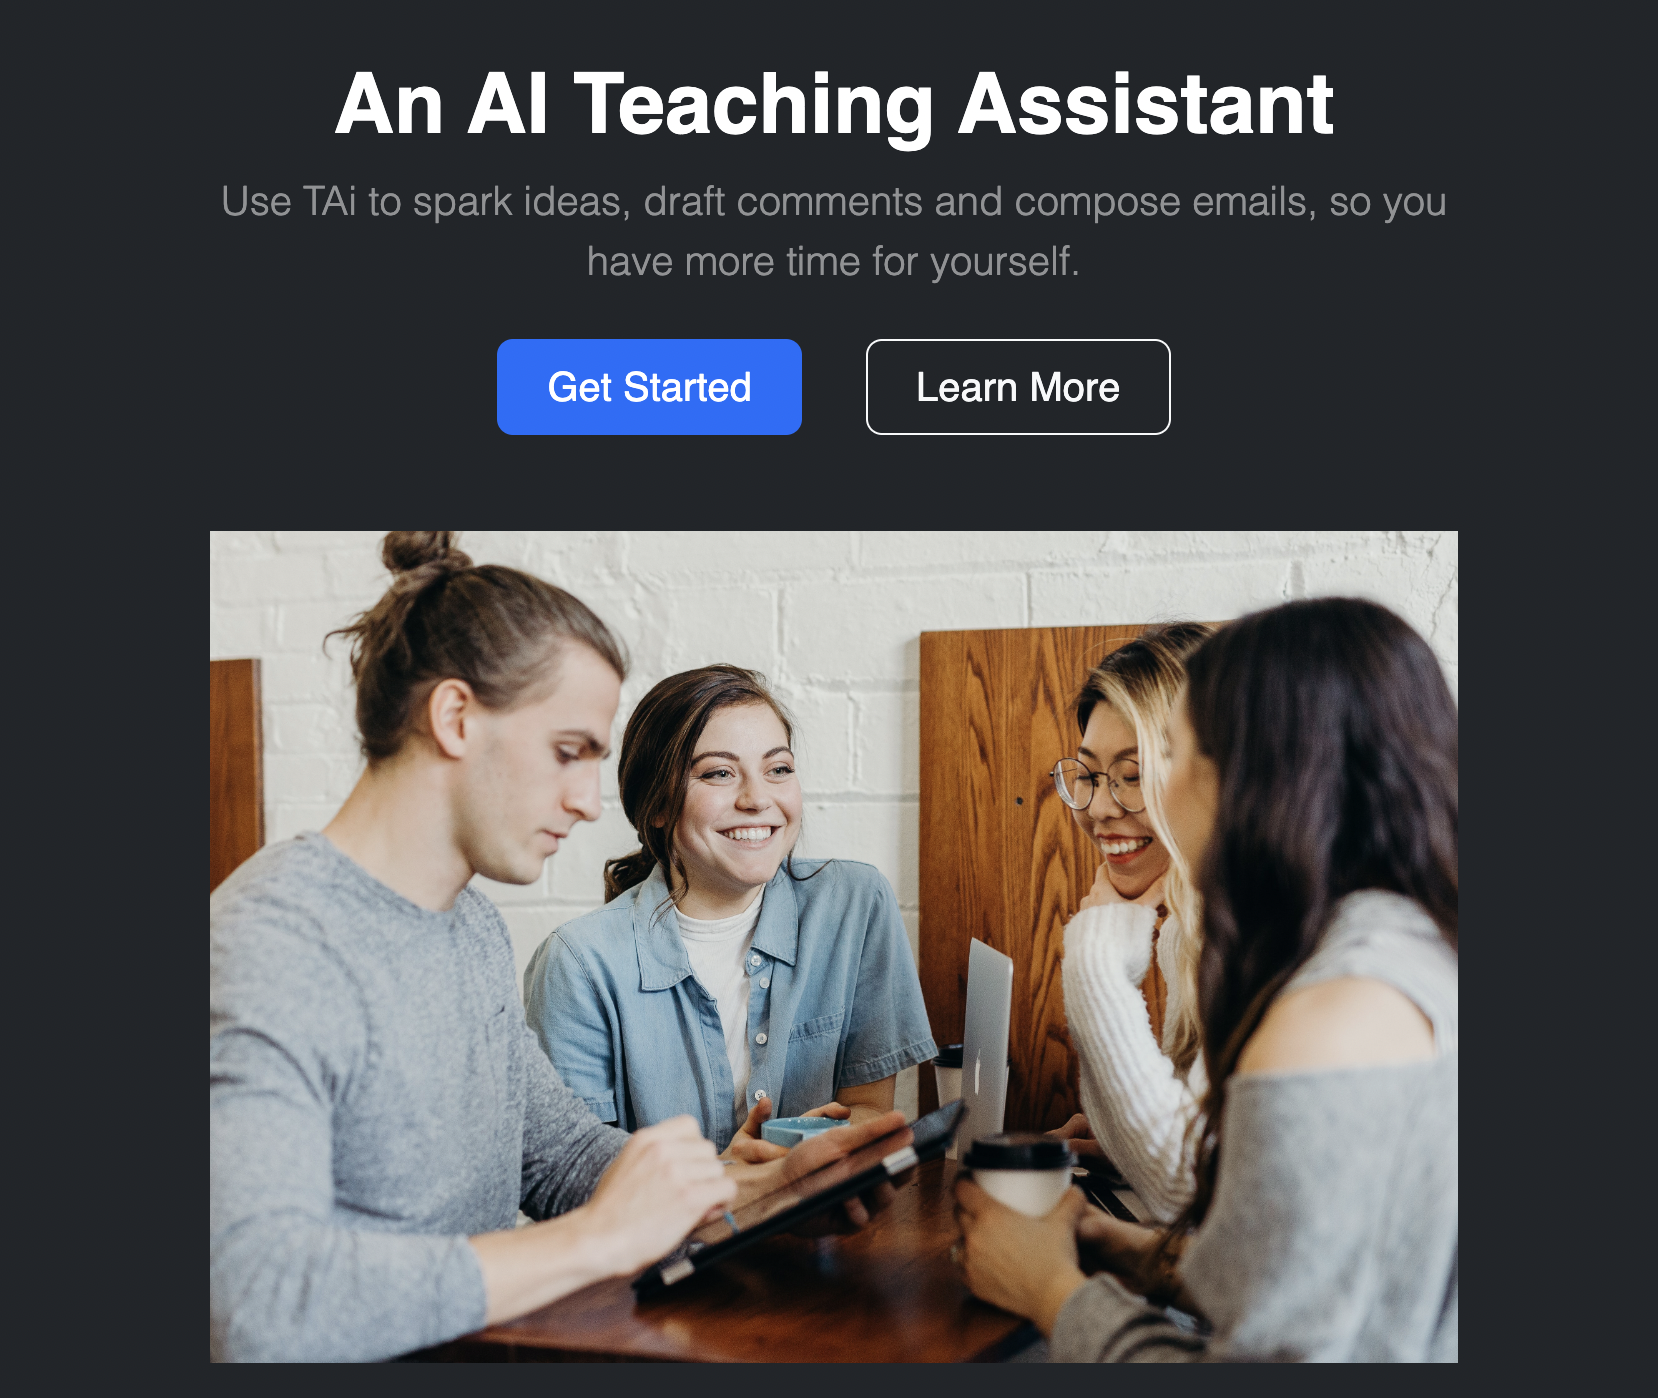 An AI Teaching Assistant
Use TAi to spark ideas, draft comments and compose emails, so you
have more time for yourself.
Get Started
Learn More